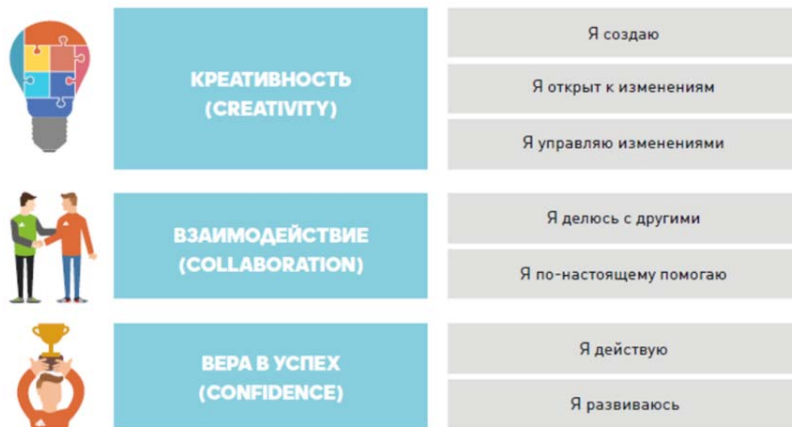 КРЕАТИВНОСТЬ
(CREATIVITY)
Я создаю
Я открыт к изменениям
Я управляю изменениями
ВЗАИМОДЕЙСТВИЕ
(COLLABORATION)
Я делюсь с другими
Я по-настоящему помогаю
ВЕРА В УСПЕХ
(CONFIDENCE)
Я действую
Я развиваюсь